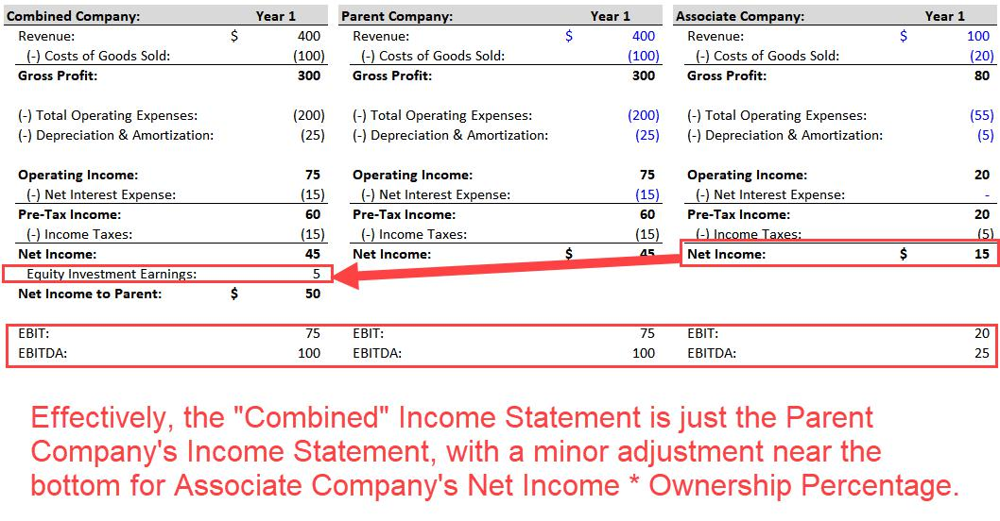 Combined Company: Year 1 Parent Company: Year 1 Associate Company: Year 1
Revenue: $ 400 Revenue: $ 400 Revenue: $ 100
(-) Costs of Goods Sold: (100) (-) Costs of Goods Sold: (100) (-) Costs of Goods Sold: (20)
Gross Profit: 300 Gross Profit: 300 Gross Profit: 80
(-) Total Operating Expenses: (200) (-) Total Operating Expenses: (200) (-) Total Operating Expenses: (55)
(-) Depreciation & Amortization: (25) (-) Depreciation & Amortization: (25) (-) Depreciation & Amortization: (5)
Operating Income: 75 Operating Income: 75 Operating Income: 20
(-) Net Interest Expense: (15) (-) Net Interest Expense: (15) (-) Net Interest Expense: -
Pre-Tax Income: 60 Pre-Tax Income: 60 Pre-Tax Income: 20
(-) Income Taxes: (15) (-) Income Taxes: (15) (-) Income Taxes: (5)
Net Income: 45 Net Income: $ 45 Net Income: $ 15
Equity Investment Earnings: 5
Net Income to Parent: $ 50
EBIT: 75 EBIT: 75 EBIT: 20
EBITDA: 100 EBITDA: 100 EBITDA: 25
Effectively, the "Combined" Income Statement is just the Parent
Company's Income Statement, with a minor adjustment near the
bottom for Associate Company's Net Income * Ownership Percentage.